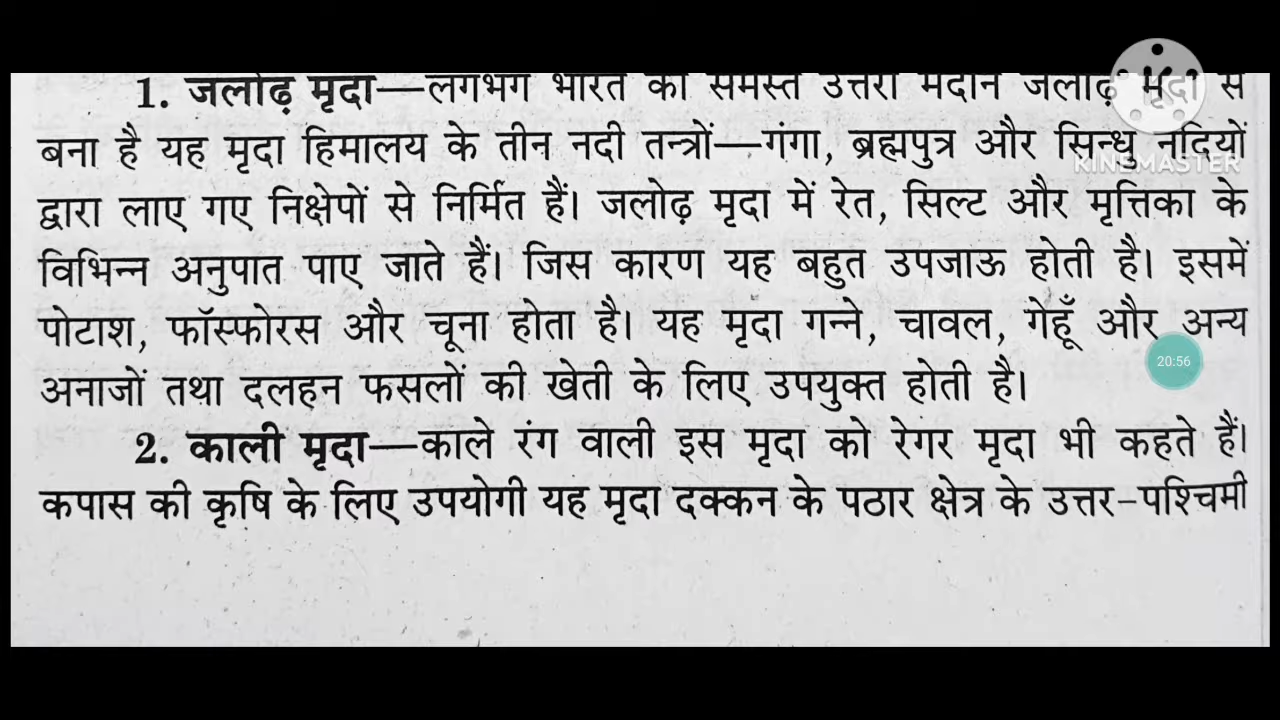 1. जलोढ़ मृदा—लगभग भारत का समस्त उत्तरी मैदान जलोढ़ मृदा से
बना है यह मृदा हिमालय के तीन नदी तन्त्रों—गंगा, ब्रह्मपुत्र और सिन्धु नदियों
द्वारा लाए गए निक्षेपों से निर्मित हैं। जलोढ़ मृदा में रेत, सिल्ट और मृत्तिका के
विभिन्न अनुपात पाए जाते हैं। जिस कारण यह बहुत उपजाऊ होती है। इसमें
पोटाश, फॉस्फोरस और चूना होता है। यह मृदा गन्ने, चावल, गेहूँ और अन्य
अनाजों तथा दलहन फसलों की खेती के लिए उपयुक्त होती है।
2. काली मृदा—काले रंग वाली इस मृदा को रेगर मृदा भी कहते हैं।
कपास की कृषि के लिए उपयोगी यह मृदा दक्कन के पठार क्षेत्र के उत्तर-पश्चिमी
KINEMASTER
20:56